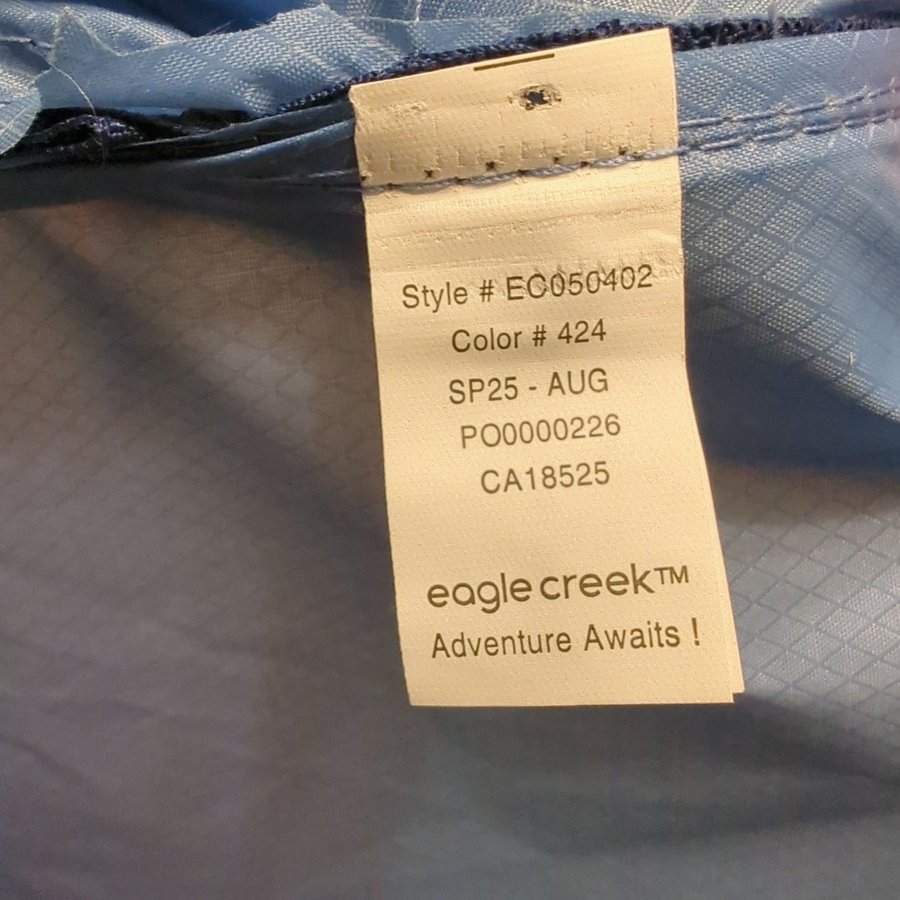 Style # EC050402
Color # 424
SP25 - AUG
PO0000226
CA18525
eagle creek™
Adventure Awaits !